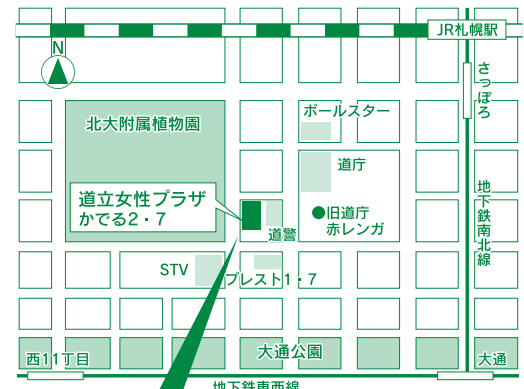 JR札幌駅
N
さっぽろ
ポールスター
北大附属植物園
道庁
道立女性プラザ
かでる2・7
地下鉄南北線
旧道庁
赤レンガ
道警
STV
プレスト1・7
大通公園
西11丁目
大通
地下鉄東西線